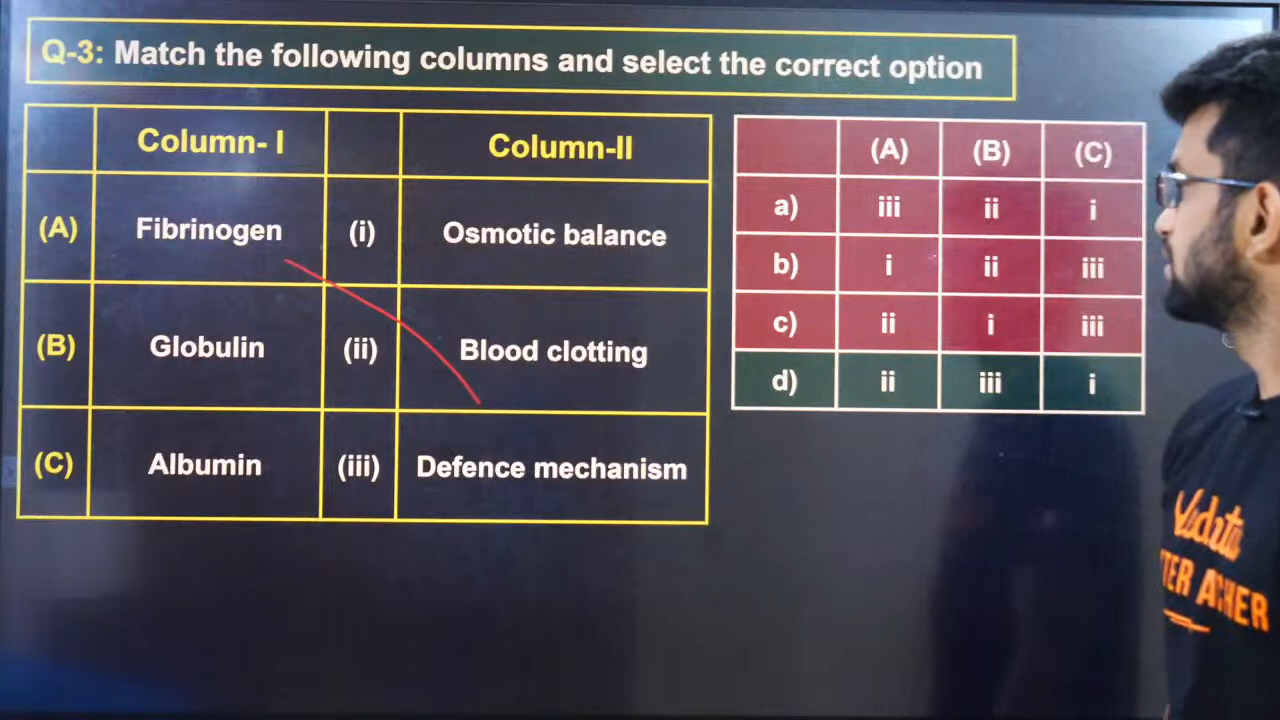 Q-3: Match the following columns and select the correct option
Column- I Column-II
(A) Fibrinogen (i) Osmotic balance
(B) Globulin (ii) Blood clotting
(C) Albumin (iii) Defence mechanism
(A) (B) (C)
a) iii ii i
b) i ii iii
c) ii i iii
d) ii iii i